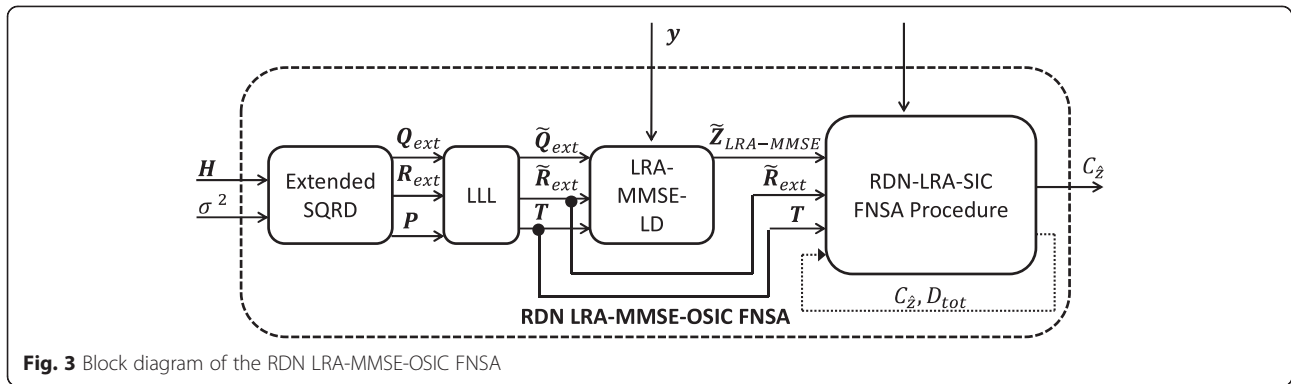 y
H
σ ²
Extended
SQRD
Q_ext
R_ext
P
LLL
Q̃_ext
R̃_ext
T
LRA-
MMSE-
LD
Z̃_LRA−MMSE
R̃_ext
T
RDN-LRA-SIC
FNSA Procedure
C_ẑ
C_ẑ, D_tot
RDN LRA-MMSE-OSIC FNSA
Fig. 3 Block diagram of the RDN LRA-MMSE-OSIC FNSA